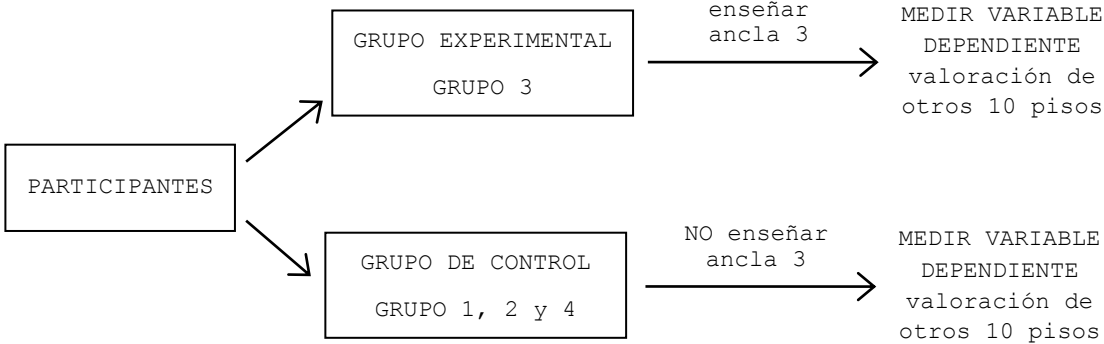 enseñar
ancla 3
MEDIR VARIABLE
DEPENDIENTE
valoración de
otros 10 pisos
GRUPO EXPERIMENTAL
GRUPO 3
PARTICIPANTES
GRUPO DE CONTROL
GRUPO 1, 2 y 4
NO enseñar
ancla 3
MEDIR VARIABLE
DEPENDIENTE
valoración de
otros 10 pisos